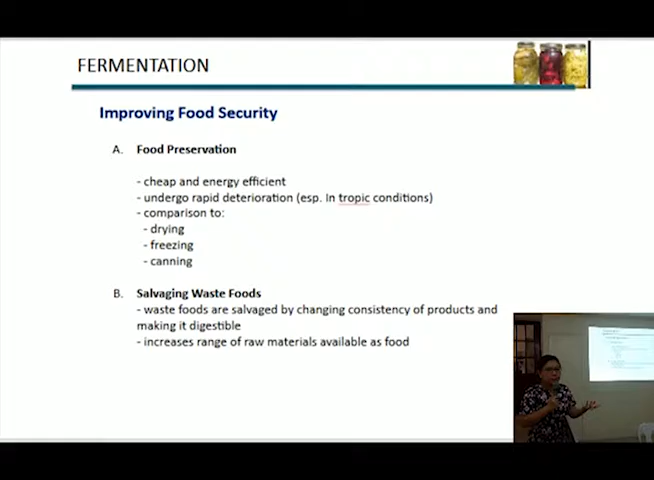 FERMENTATION
Improving Food Security
A. Food Preservation
- cheap and energy efficient
- undergo rapid deterioration (esp. In tropic conditions)
- comparison to:
- drying
- freezing
- canning
B. Salvaging Waste Foods
- waste foods are salvaged by changing consistency of products and
making it digestible
- increases range of raw materials available as food